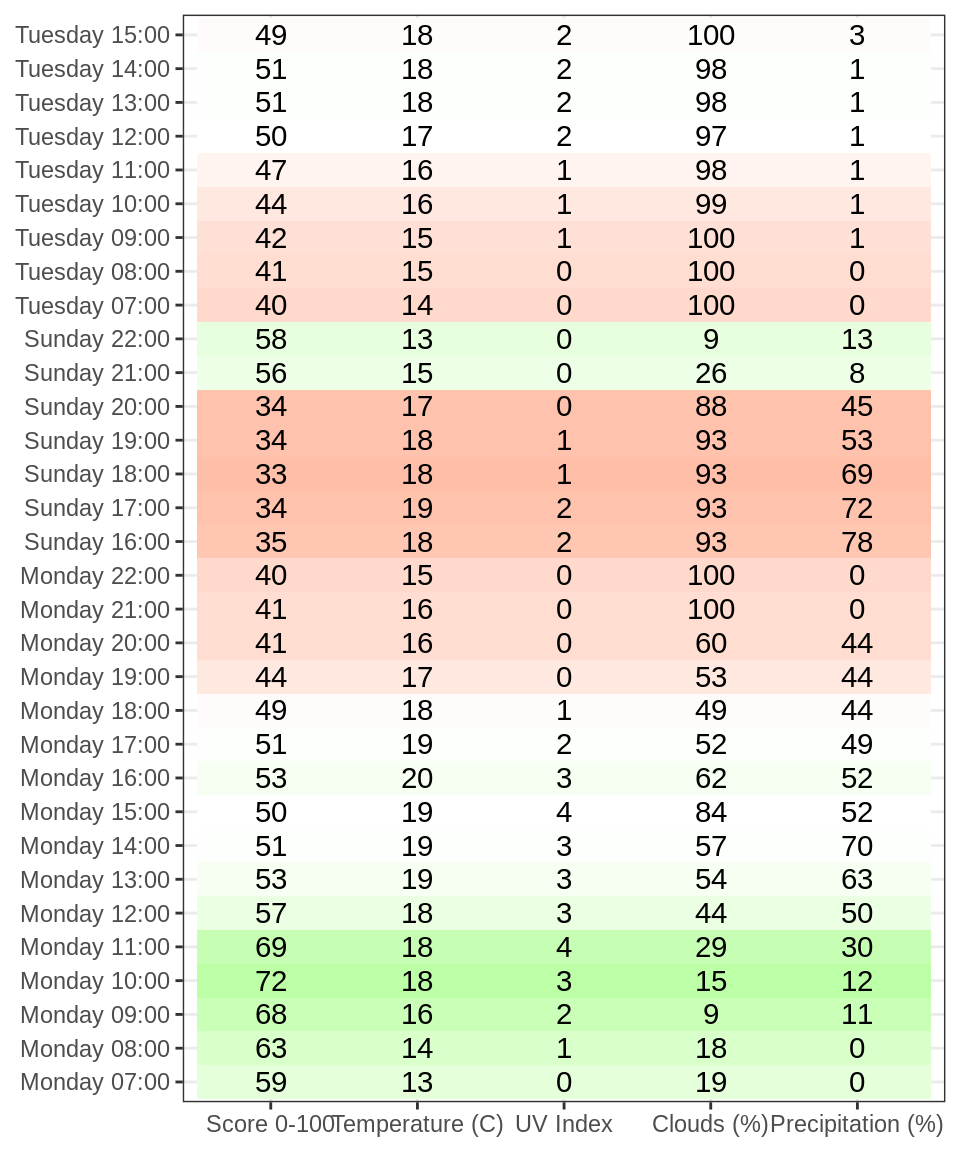 Tuesday 15:00 49 18 2 100 3
Tuesday 14:00 51 18 2 98 1
Tuesday 13:00 51 18 2 98 1
Tuesday 12:00 50 17 2 97 1
Tuesday 11:00 47 16 1 98 1
Tuesday 10:00 44 16 1 99 1
Tuesday 09:00 42 15 1 100 1
Tuesday 08:00 41 15 0 100 0
Tuesday 07:00 40 14 0 100 0
Sunday 22:00 58 13 0 9 13
Sunday 21:00 56 15 0 26 8
Sunday 20:00 34 17 0 88 45
Sunday 19:00 34 18 1 93 53
Sunday 18:00 33 18 1 93 69
Sunday 17:00 34 19 2 93 72
Sunday 16:00 35 18 2 93 78
Monday 22:00 40 15 0 100 0
Monday 21:00 41 16 0 100 0
Monday 20:00 41 16 0 60 44
Monday 19:00 44 17 0 53 44
Monday 18:00 49 18 1 49 44
Monday 17:00 51 19 2 52 49
Monday 16:00 53 20 3 62 52
Monday 15:00 50 19 4 84 52
Monday 14:00 51 19 3 57 70
Monday 13:00 53 19 3 54 63
Monday 12:00 57 18 3 44 50
Monday 11:00 69 18 4 29 30
Monday 10:00 72 18 3 15 12
Monday 09:00 68 16 2 9 11
Monday 08:00 63 14 1 18 0
Monday 07:00 59 13 0 19 0
Score 0-100 Temperature (C) UV Index Clouds (%) Precipitation (%)